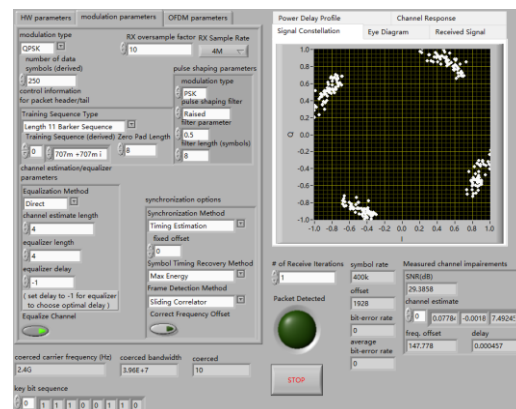 HW parameters modulation parameters OFDM parameters
modulation type
QPSK
RX oversample factor
10
RX Sample Rate
4M
number of data
symbols (derived)
250
control information
for packet header/tail
pulse shaping parameters
modulation type
PSK
pulse shaping filter
Raised
filter parameter
0.5
filter length (symbols)
8
Training Sequence Type
Length 11 Barker Sequence
Training Sequence (derived) Zero Pad Length
0 707m +707m i 8
channel estimation/equalizer
parameters
Equalization Method
Direct
channel estimate length
4
equalizer length
4
equalizer delay
-1
( set delay to -1 for equalizer
to choose optimal delay )
Equalize Channel
synchronization options
Synchronization Method
Timing Estimation
fixed offset
0
Symbol Timing Recovery Method
Max Energy
Frame Detection Method
Sliding Correlator
Correct Frequency Offset
coerced carrier frequency (Hz) coerced bandwidth coerced
2.4G 3.96E+7 10
key bit sequence
0 1 1 1 0 0 1 1 0
Power Delay Profile Channel Response
Signal Constellation Eye Diagram Received Signal
1.0
0.8
0.6
0.4
0.2
0.0
-0.2
-0.4
-0.6
-0.8
-1.0
-1.0 -0.8 -0.6 -0.4 -0.2 0.0 0.2 0.4 0.6 0.8 1.0
Q
I
# of Receive Iterations
1
Packet Detected
STOP
symbol rate
400k
offset
1928
bit-error rate
0
average
bit-error rate
0
Measured channel impairements
SNR(dB)
29.3858
channel estimate
0 0.0778 -0.0018 7.4924
freq. offset delay
147.778 0.000457